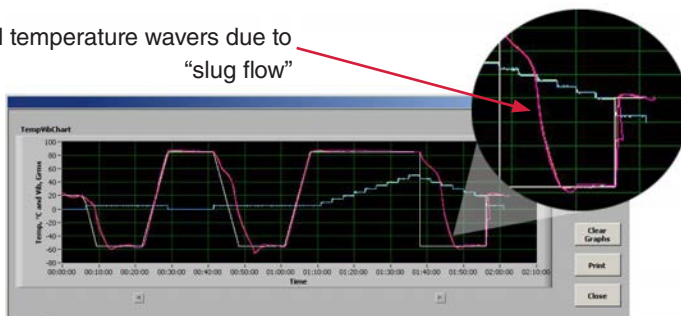 temperature wavers due to
“slug flow”
TempVibChart
Temp, °C and Vib, Grms
100
80
60
40
20
0
-20
-40
-60
-80
00:00:00 00:10:00 00:20:00 00:30:00 00:40:00 00:50:00 01:00:00 01:10:00 01:20:00 01:30:00 01:40:00 01:50:00 02:00:00 02:10:00
Time
Clear
Graphs
Print
Close